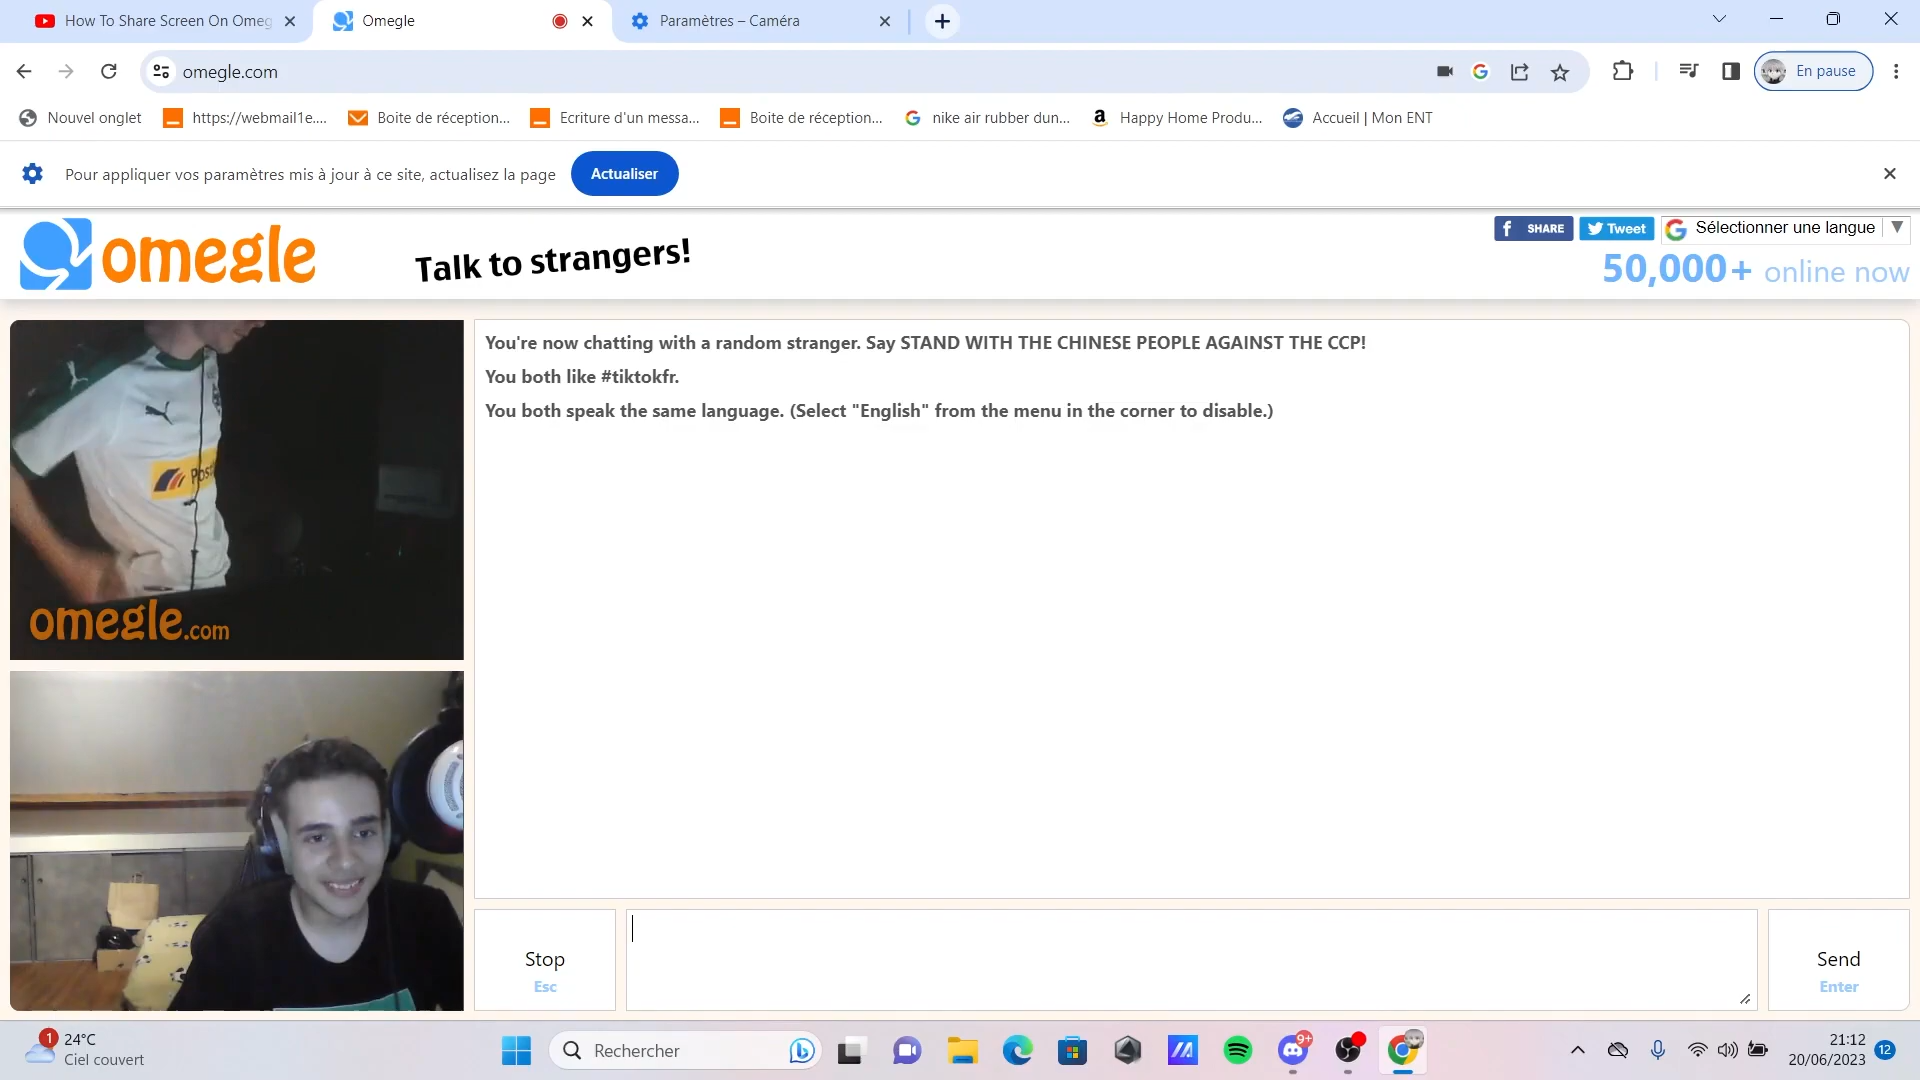 How To Share Screen On Omeg
Omegle
Paramètres – Caméra
omegle.com
En pause
Nouvel onglet
https://webmail1e....
Boite de réception...
Ecriture d'un messa...
Boite de réception...
nike air rubber dun...
Happy Home Produ...
Accueil | Mon ENT
Pour appliquer vos paramètres mis à jour à ce site, actualisez la page
Actualiser
omegle
Talk to strangers!
SHARE
Tweet
Sélectionner une langue
50,000+ online now
You're now chatting with a random stranger. Say STAND WITH THE CHINESE PEOPLE AGAINST THE CCP!
You both like #tiktokfr.
You both speak the same language. (Select "English" from the menu in the corner to disable.)
omegle.com
Stop
Esc
Send
Enter
1
24°C
Ciel couvert
Rechercher
9+
21:12
20/06/2023
12